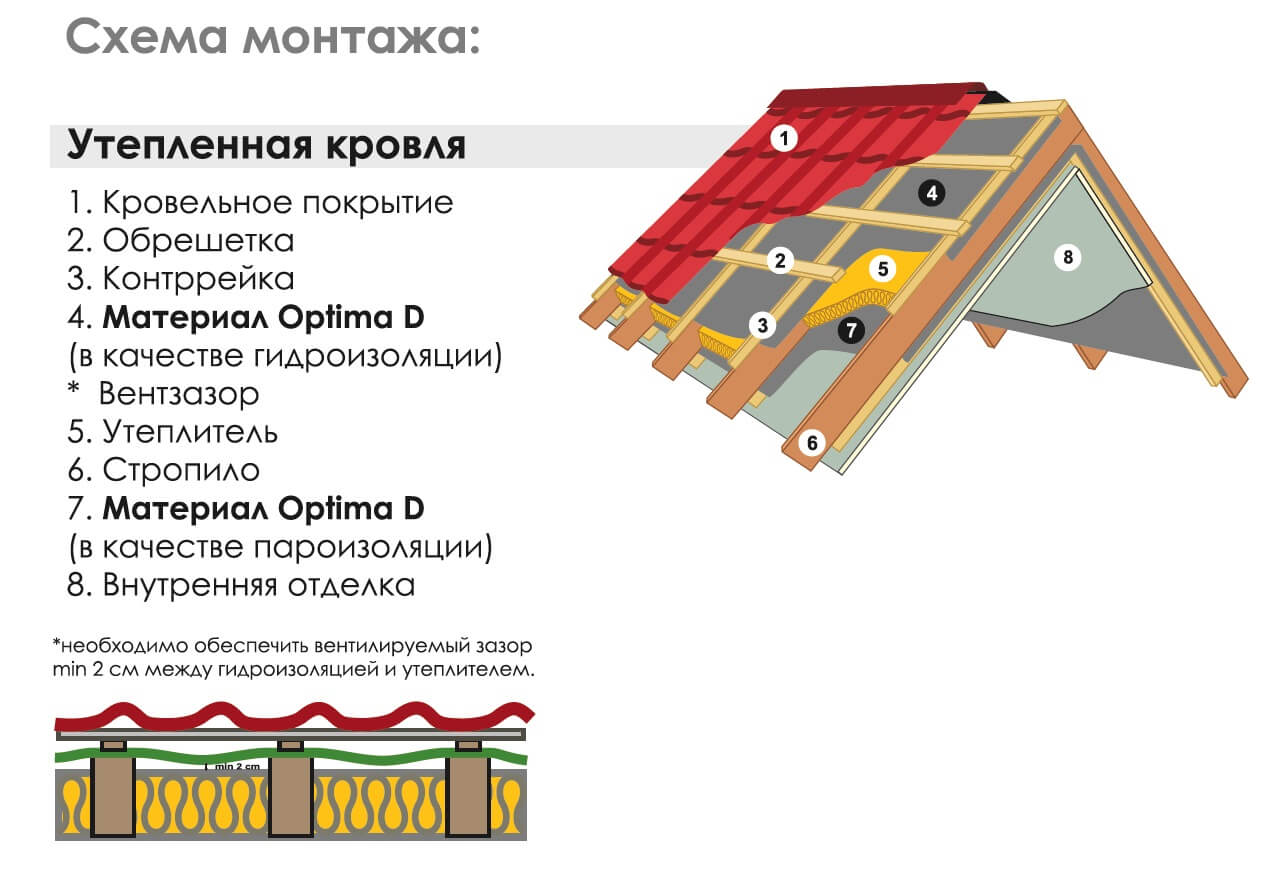 Схема монтажа:
Утепленная кровля
1. Кровельное покрытие
2. Обрешетка
3. Контррейка
4. Материал Optima D
(в качестве гидроизоляции)
* Вентзазор
5. Утеплитель
6. Стропило
7. Материал Optima D
(в качестве пароизоляции)
8. Внутренняя отделка
*необходимо обеспечить вентилируемый зазор
min 2 см между гидроизоляцией и утеплителем.
min 2 cm
1
4
8
2
5
3
7
6